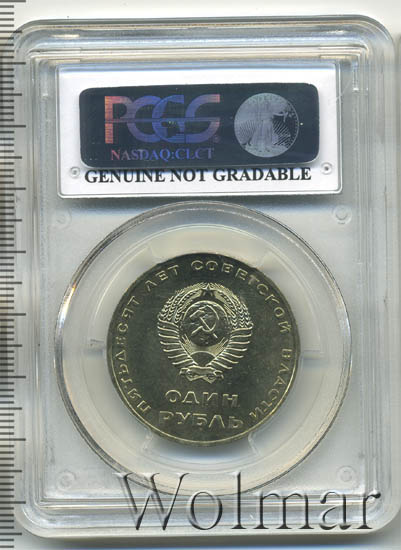 PCGS
NASDAQ:CLCT
GENUINE NOT GRADABLE
ПЯТЬДЕСЯТ ЛЕТ СОВЕТСКОЙ ВЛАСТИ
ОДИН
РУБЛЬ
Wolmar